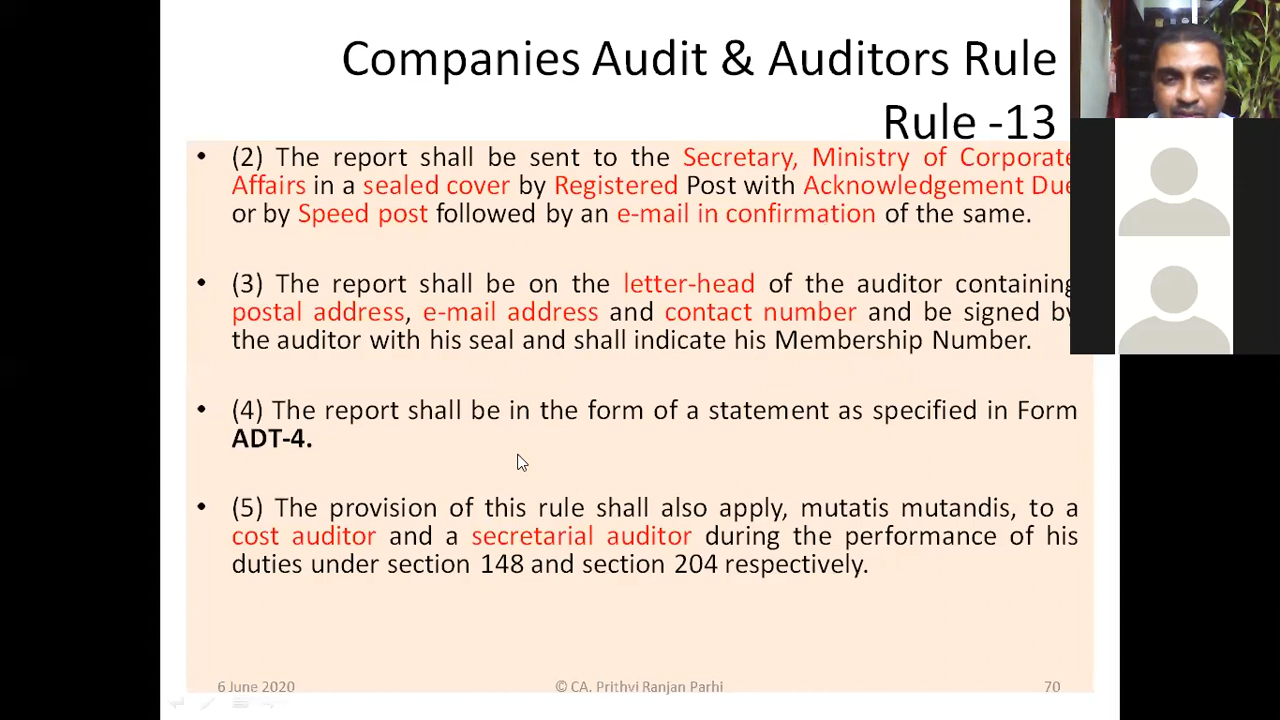 Companies Audit & Auditors Rule
Rule -13
• (2) The report shall be sent to the Secretary, Ministry of Corporate
Affairs in a sealed cover by Registered Post with Acknowledgement Due
or by Speed post followed by an e-mail in confirmation of the same.
• (3) The report shall be on the letter-head of the auditor containing
postal address, e-mail address and contact number and be signed by
the auditor with his seal and shall indicate his Membership Number.
• (4) The report shall be in the form of a statement as specified in Form
ADT-4.
• (5) The provision of this rule shall also apply, mutatis mutandis, to a
cost auditor and a secretarial auditor during the performance of his
duties under section 148 and section 204 respectively.
6 June 2020 © CA. Prithvi Ranjan Parhi 70